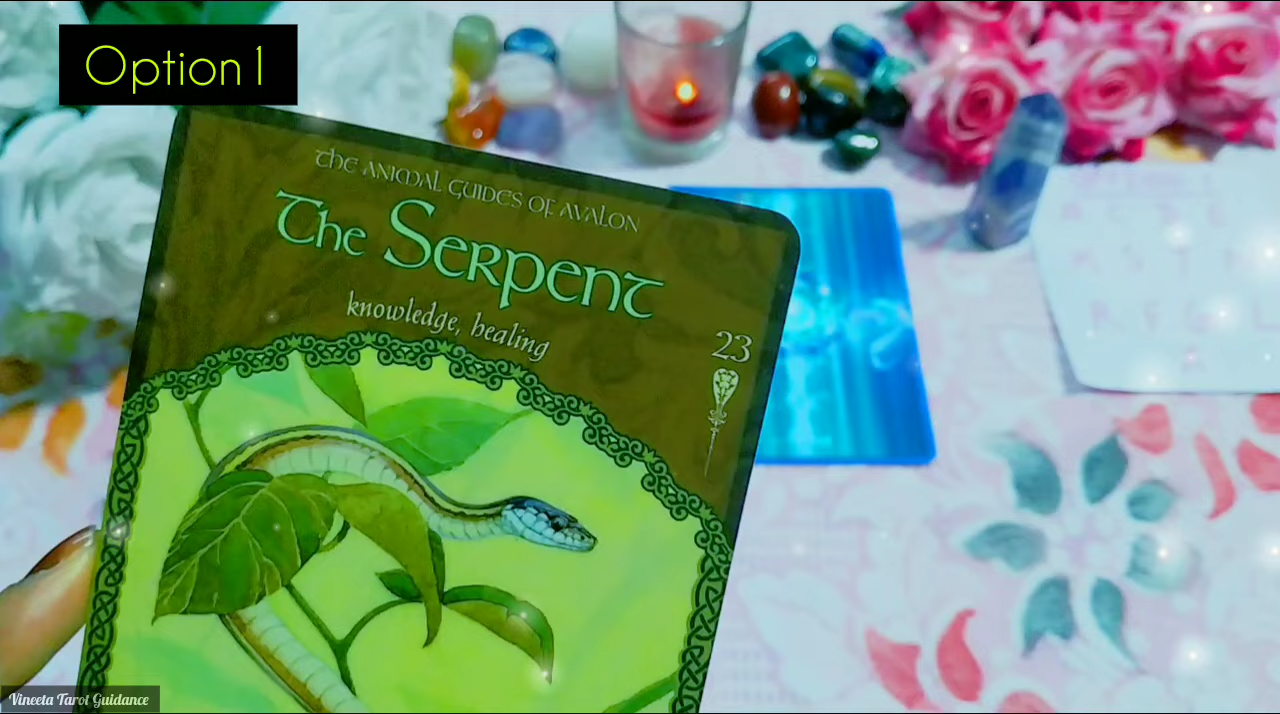 Option 1
The Animal Guides of Avalon
The Serpent
knowledge, healing
23
Vineeta Tarot Guidance